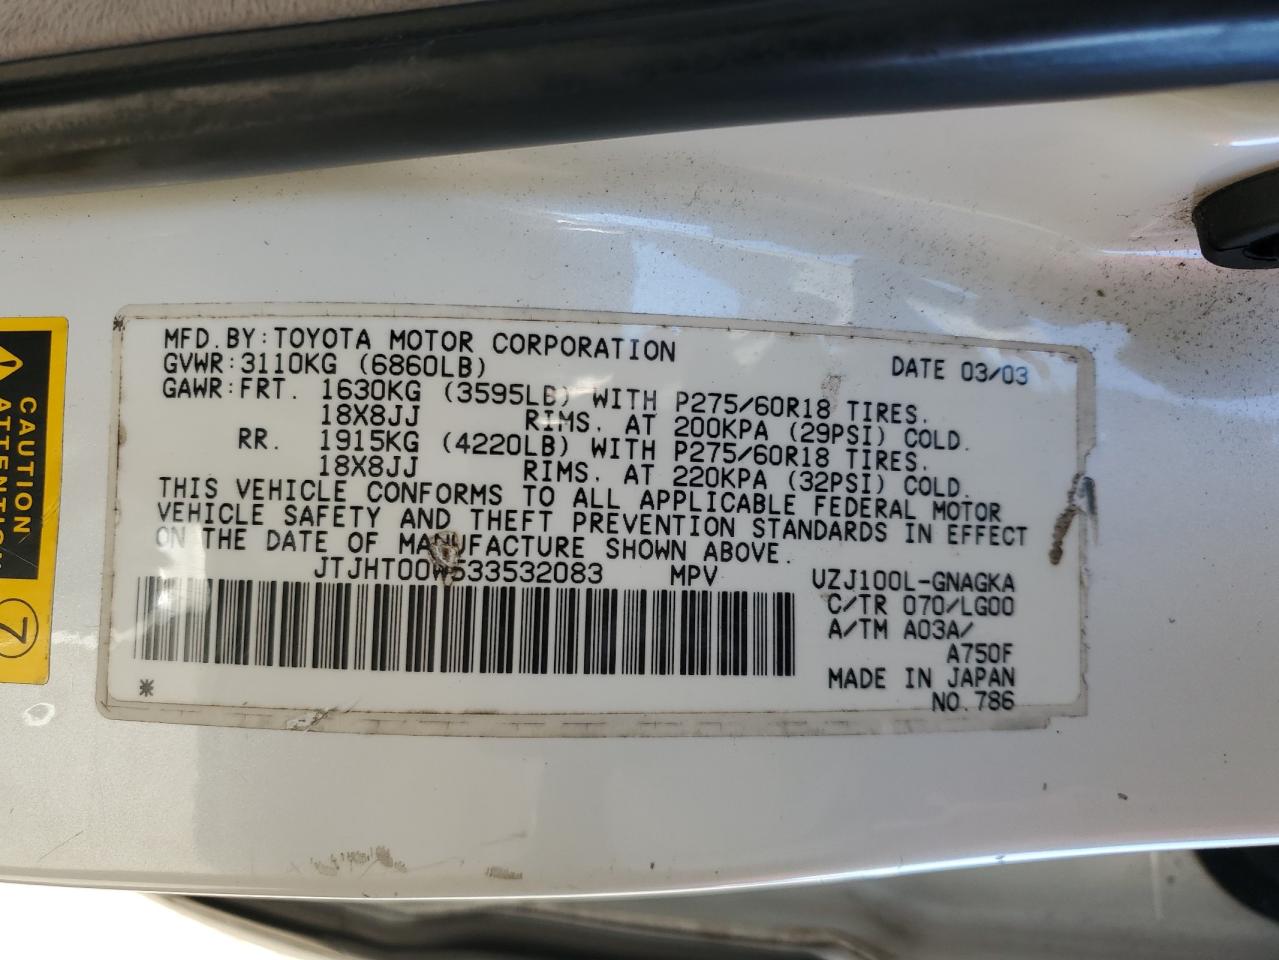 MFD. BY: TOYOTA MOTOR CORPORATION DATE 03/03
GVWR: 3110KG (6860LB)
GAWR: FRT. 1630KG (3595LB) WITH P275/60R18 TIRES.
18X8JJ RIMS. AT 200KPA (29PSI) COLD.
RR. 1915KG (4220LB) WITH P275/60R18 TIRES.
18X8JJ RIMS. AT 220KPA (32PSI) COLD.
THIS VEHICLE CONFORMS TO ALL APPLICABLE FEDERAL MOTOR
VEHICLE SAFETY AND THEFT PREVENTION STANDARDS IN EFFECT
ON THE DATE OF MANUFACTURE SHOWN ABOVE.
JTJHT00W533532083 MPV UZJ100L-GNAGKA
C/TR 070/LG00
A/TM A03A/
A750F
MADE IN JAPAN
NO. 786
CAUTION
ATTENTION
7